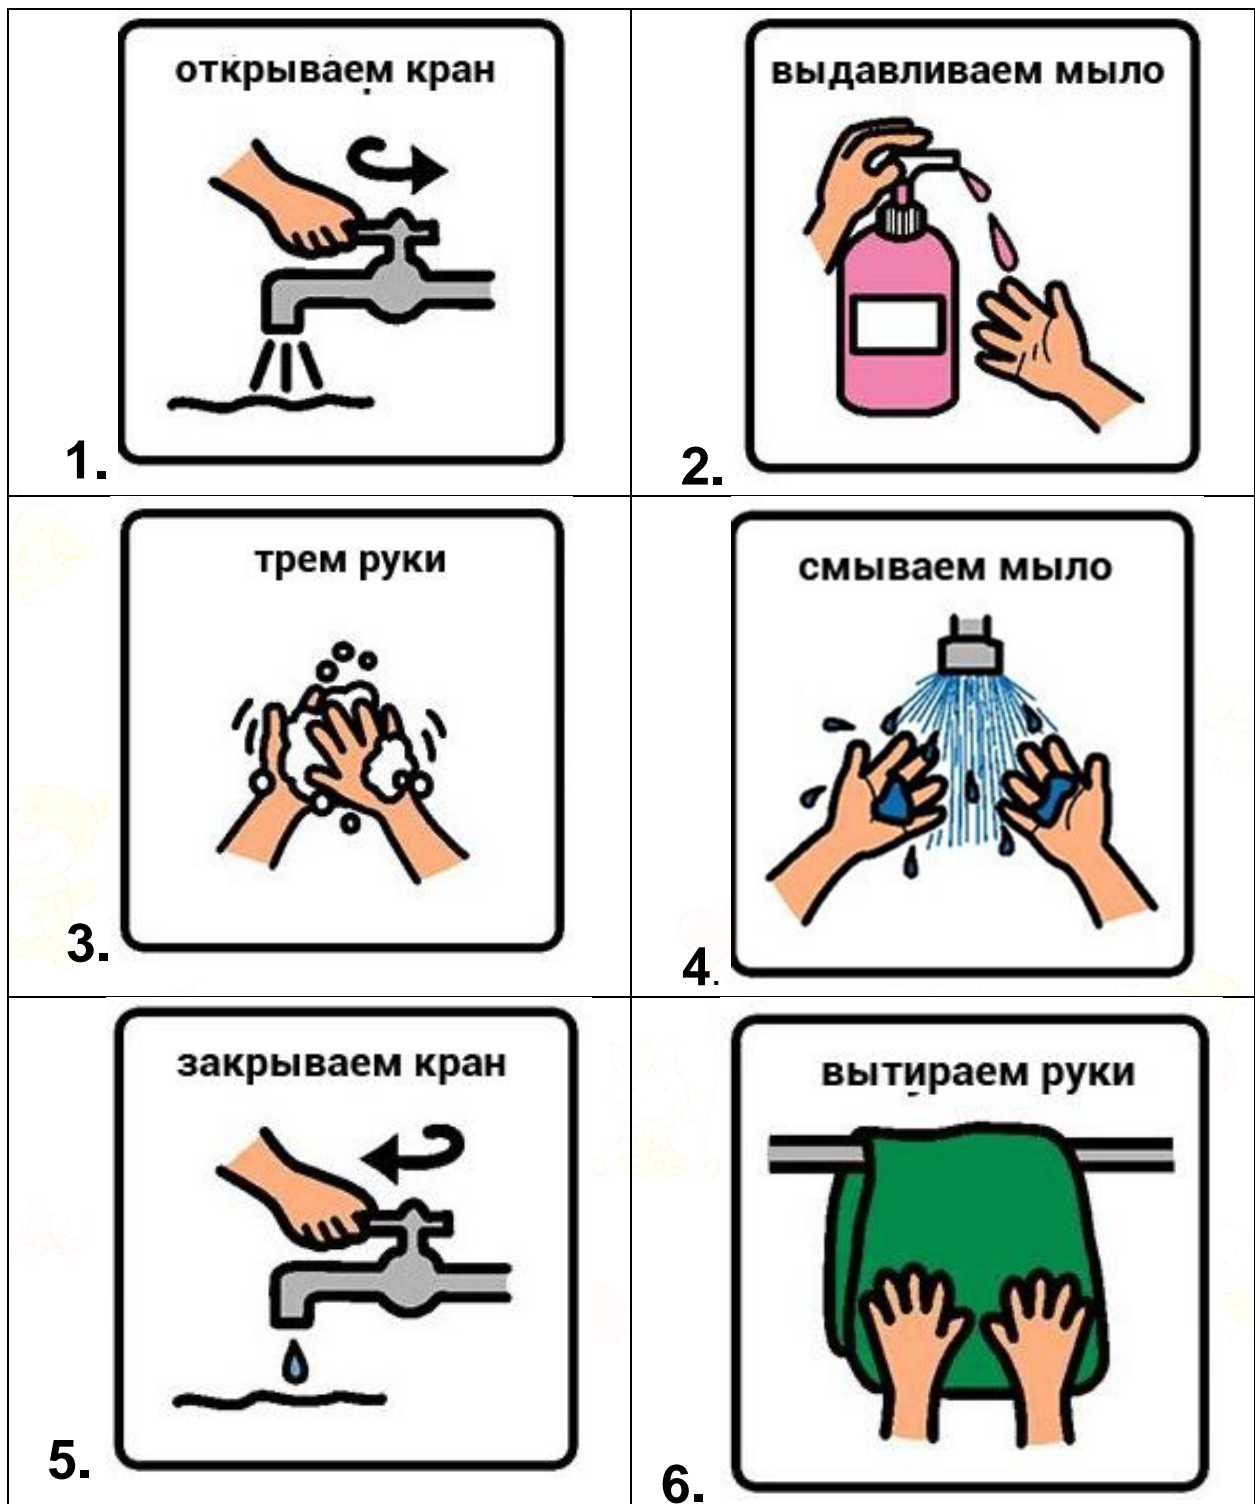 открываем кран
1.
выдавливаем мыло
2.
трем руки
3.
смываем мыло
4.
закрываем кран
5.
вытираем руки
6.